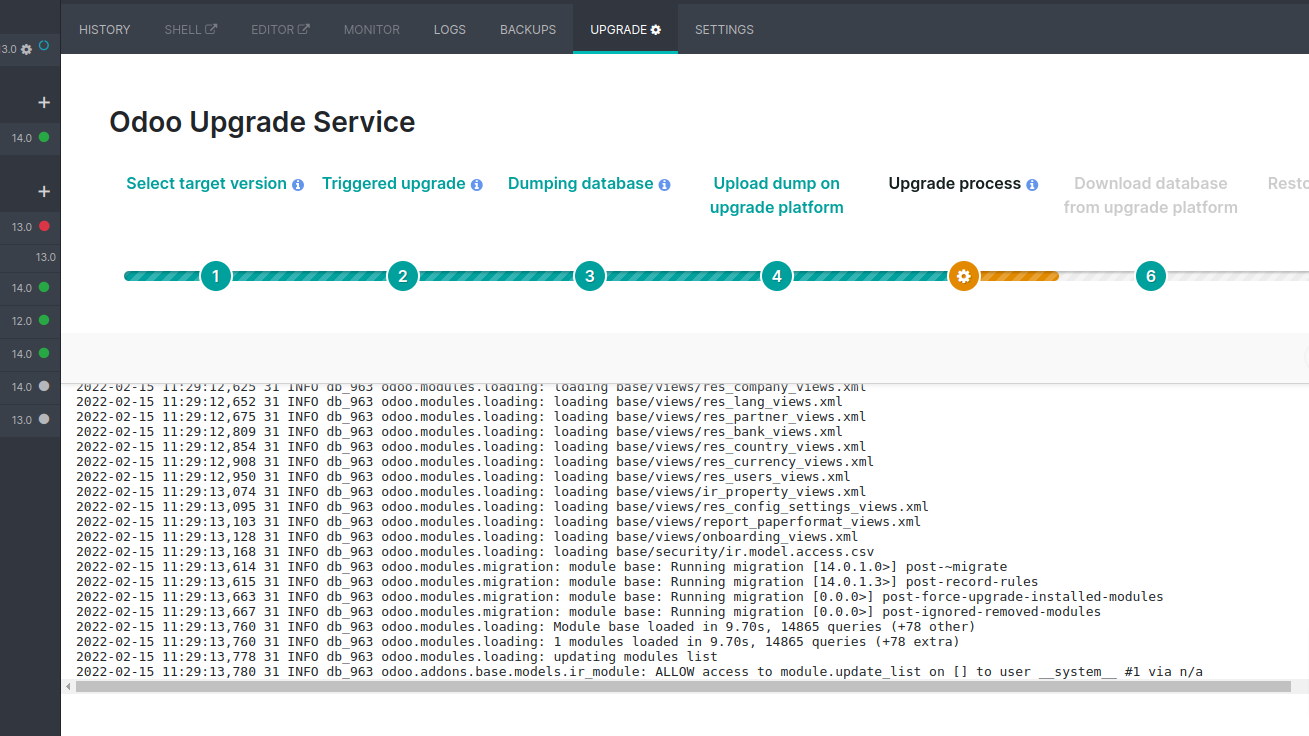 HISTORY SHELL EDITOR MONITOR LOGS BACKUPS UPGRADE SETTINGS
13.0
14.0
13.0
13.0
14.0
12.0
14.0
14.0
13.0
Odoo Upgrade Service
Select target version Triggered upgrade Dumping database Upload dump on Upgrade process Download database
upgrade platform from upgrade platform
1 2 3 4 6
2022-02-15 11:29:12,625 31 INFO db_963 odoo.modules.loading: loading base/views/res_company_views.xml
2022-02-15 11:29:12,652 31 INFO db_963 odoo.modules.loading: loading base/views/res_lang_views.xml
2022-02-15 11:29:12,675 31 INFO db_963 odoo.modules.loading: loading base/views/res_partner_views.xml
2022-02-15 11:29:12,809 31 INFO db_963 odoo.modules.loading: loading base/views/res_bank_views.xml
2022-02-15 11:29:12,854 31 INFO db_963 odoo.modules.loading: loading base/views/res_country_views.xml
2022-02-15 11:29:12,908 31 INFO db_963 odoo.modules.loading: loading base/views/res_currency_views.xml
2022-02-15 11:29:12,950 31 INFO db_963 odoo.modules.loading: loading base/views/res_users_views.xml
2022-02-15 11:29:13,074 31 INFO db_963 odoo.modules.loading: loading base/views/ir_property_views.xml
2022-02-15 11:29:13,095 31 INFO db_963 odoo.modules.loading: loading base/views/res_config_settings_views.xml
2022-02-15 11:29:13,103 31 INFO db_963 odoo.modules.loading: loading base/views/report_paperformat_views.xml
2022-02-15 11:29:13,128 31 INFO db_963 odoo.modules.loading: loading base/views/onboarding_views.xml
2022-02-15 11:29:13,168 31 INFO db_963 odoo.modules.loading: loading base/security/ir.model.access.csv
2022-02-15 11:29:13,614 31 INFO db_963 odoo.modules.migration: module base: Running migration [14.0.1.0>] post-~migrate
2022-02-15 11:29:13,615 31 INFO db_963 odoo.modules.migration: module base: Running migration [14.0.1.3>] post-record-rules
2022-02-15 11:29:13,663 31 INFO db_963 odoo.modules.migration: module base: Running migration [0.0.0>] post-force-upgrade-installed-modules
2022-02-15 11:29:13,667 31 INFO db_963 odoo.modules.migration: module base: Running migration [0.0.0>] post-ignored-removed-modules
2022-02-15 11:29:13,760 31 INFO db_963 odoo.modules.loading: Module base loaded in 9.70s, 14865 queries (+78 other)
2022-02-15 11:29:13,760 31 INFO db_963 odoo.modules.loading: 1 modules loaded in 9.70s, 14865 queries (+78 extra)
2022-02-15 11:29:13,778 31 INFO db_963 odoo.modules.loading: updating modules list
2022-02-15 11:29:13,780 31 INFO db_963 odoo.addons.base.models.ir_module: ALLOW access to module.update_list on [] to user __system__ #1 via n/a